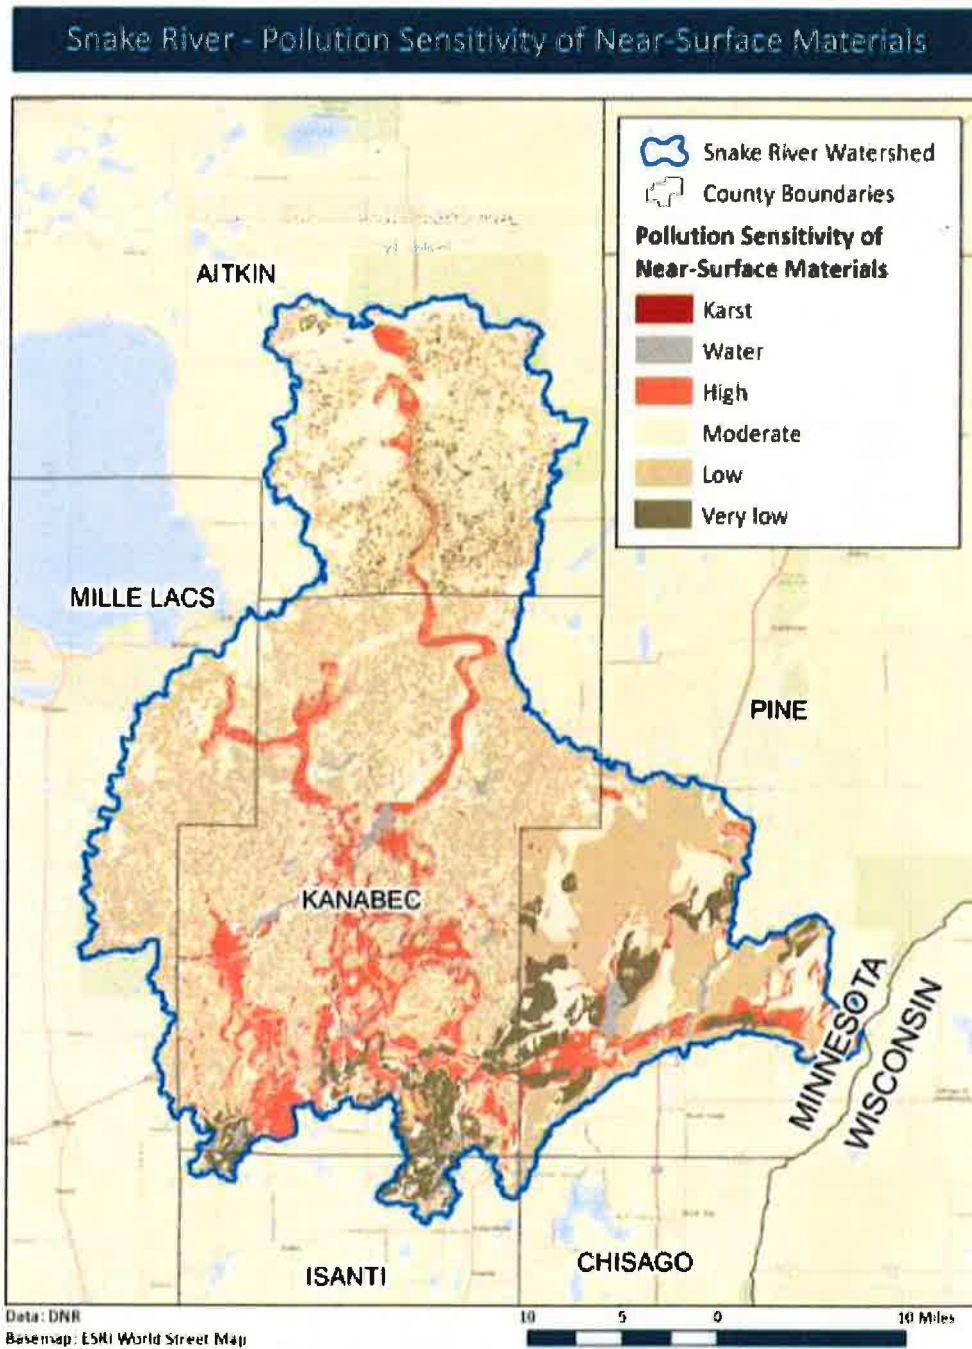 Snake River - Pollution Sensitivity of Near-Surface Materials
Snake River Watershed
County Boundaries
Pollution Sensitivity of
Near-Surface Materials
Karst
Water
High
Moderate
Low
Very low
AITKIN
MILLE LACS
PINE
KANABEC
MINNESOTA
WISCONSIN
ISANTI
CHISAGO
Data: DNR
Basemap: ESRI World Street Map
10 5 0 10 Miles